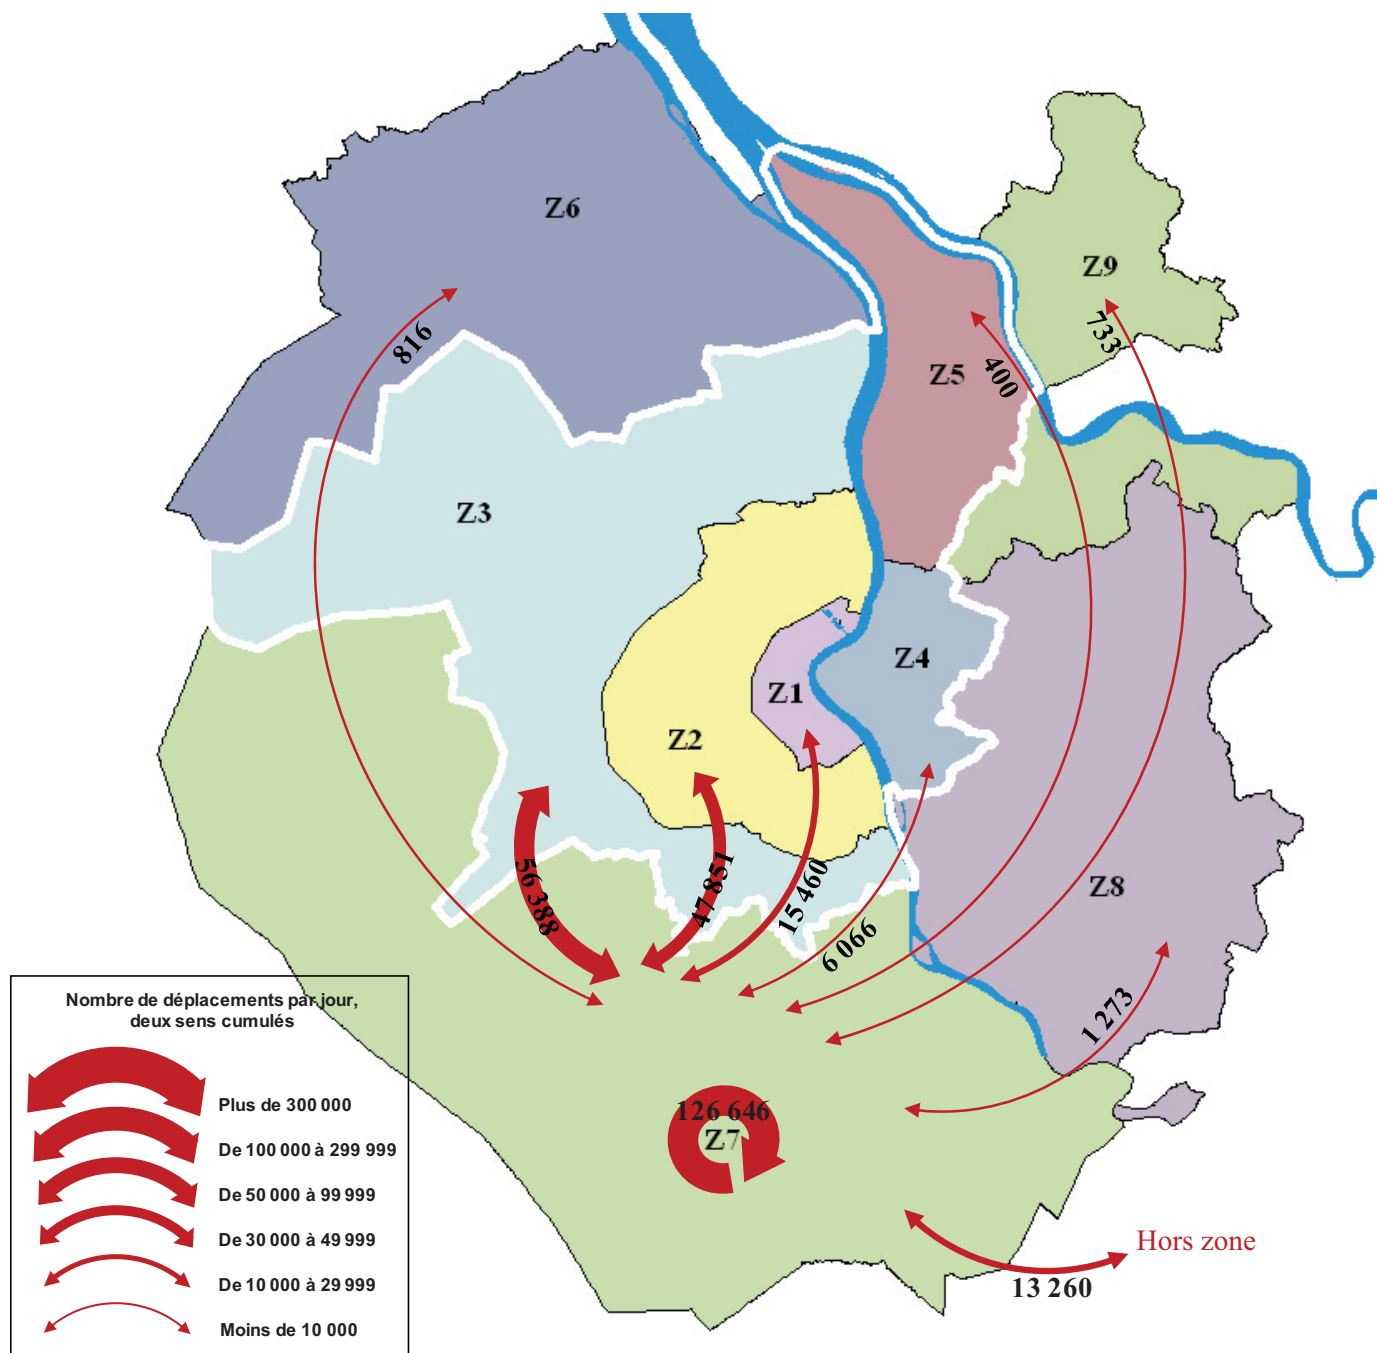 Z6
Z9
816
733
Z5
400
Z3
Z4
Z1
Z2
56 388
47 851
15 460
6 066
Z8
1 273
126 646
Z7
Hors zone
13 260
Nombre de déplacements par jour,
deux sens cumulés
Plus de 300 000
De 100 000 à 299 999
De 50 000 à 99 999
De 30 000 à 49 999
De 10 000 à 29 999
Moins de 10 000